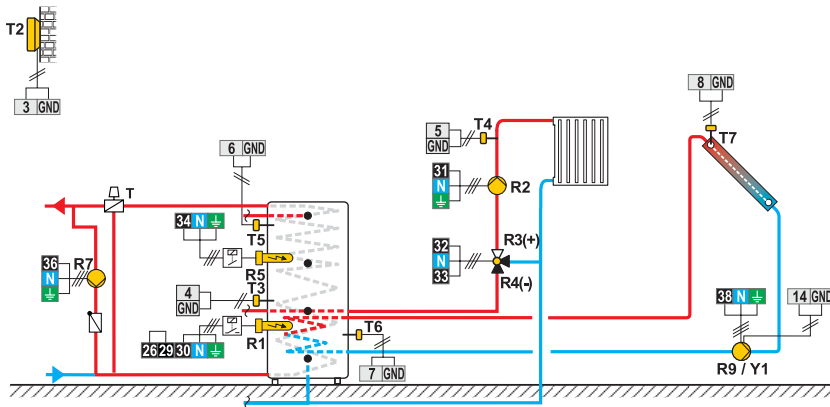 T2
3 GND
8 GND
T7
T4
5
GND
6 GND
31
N
R2
T
34 N
T5
R5
R3(+)
32
N
33
R4(-)
36
N
R7
4
GND
T3
38 N
14 GND
R1
T6
26 29 30 N
7 GND
R9 / Y1